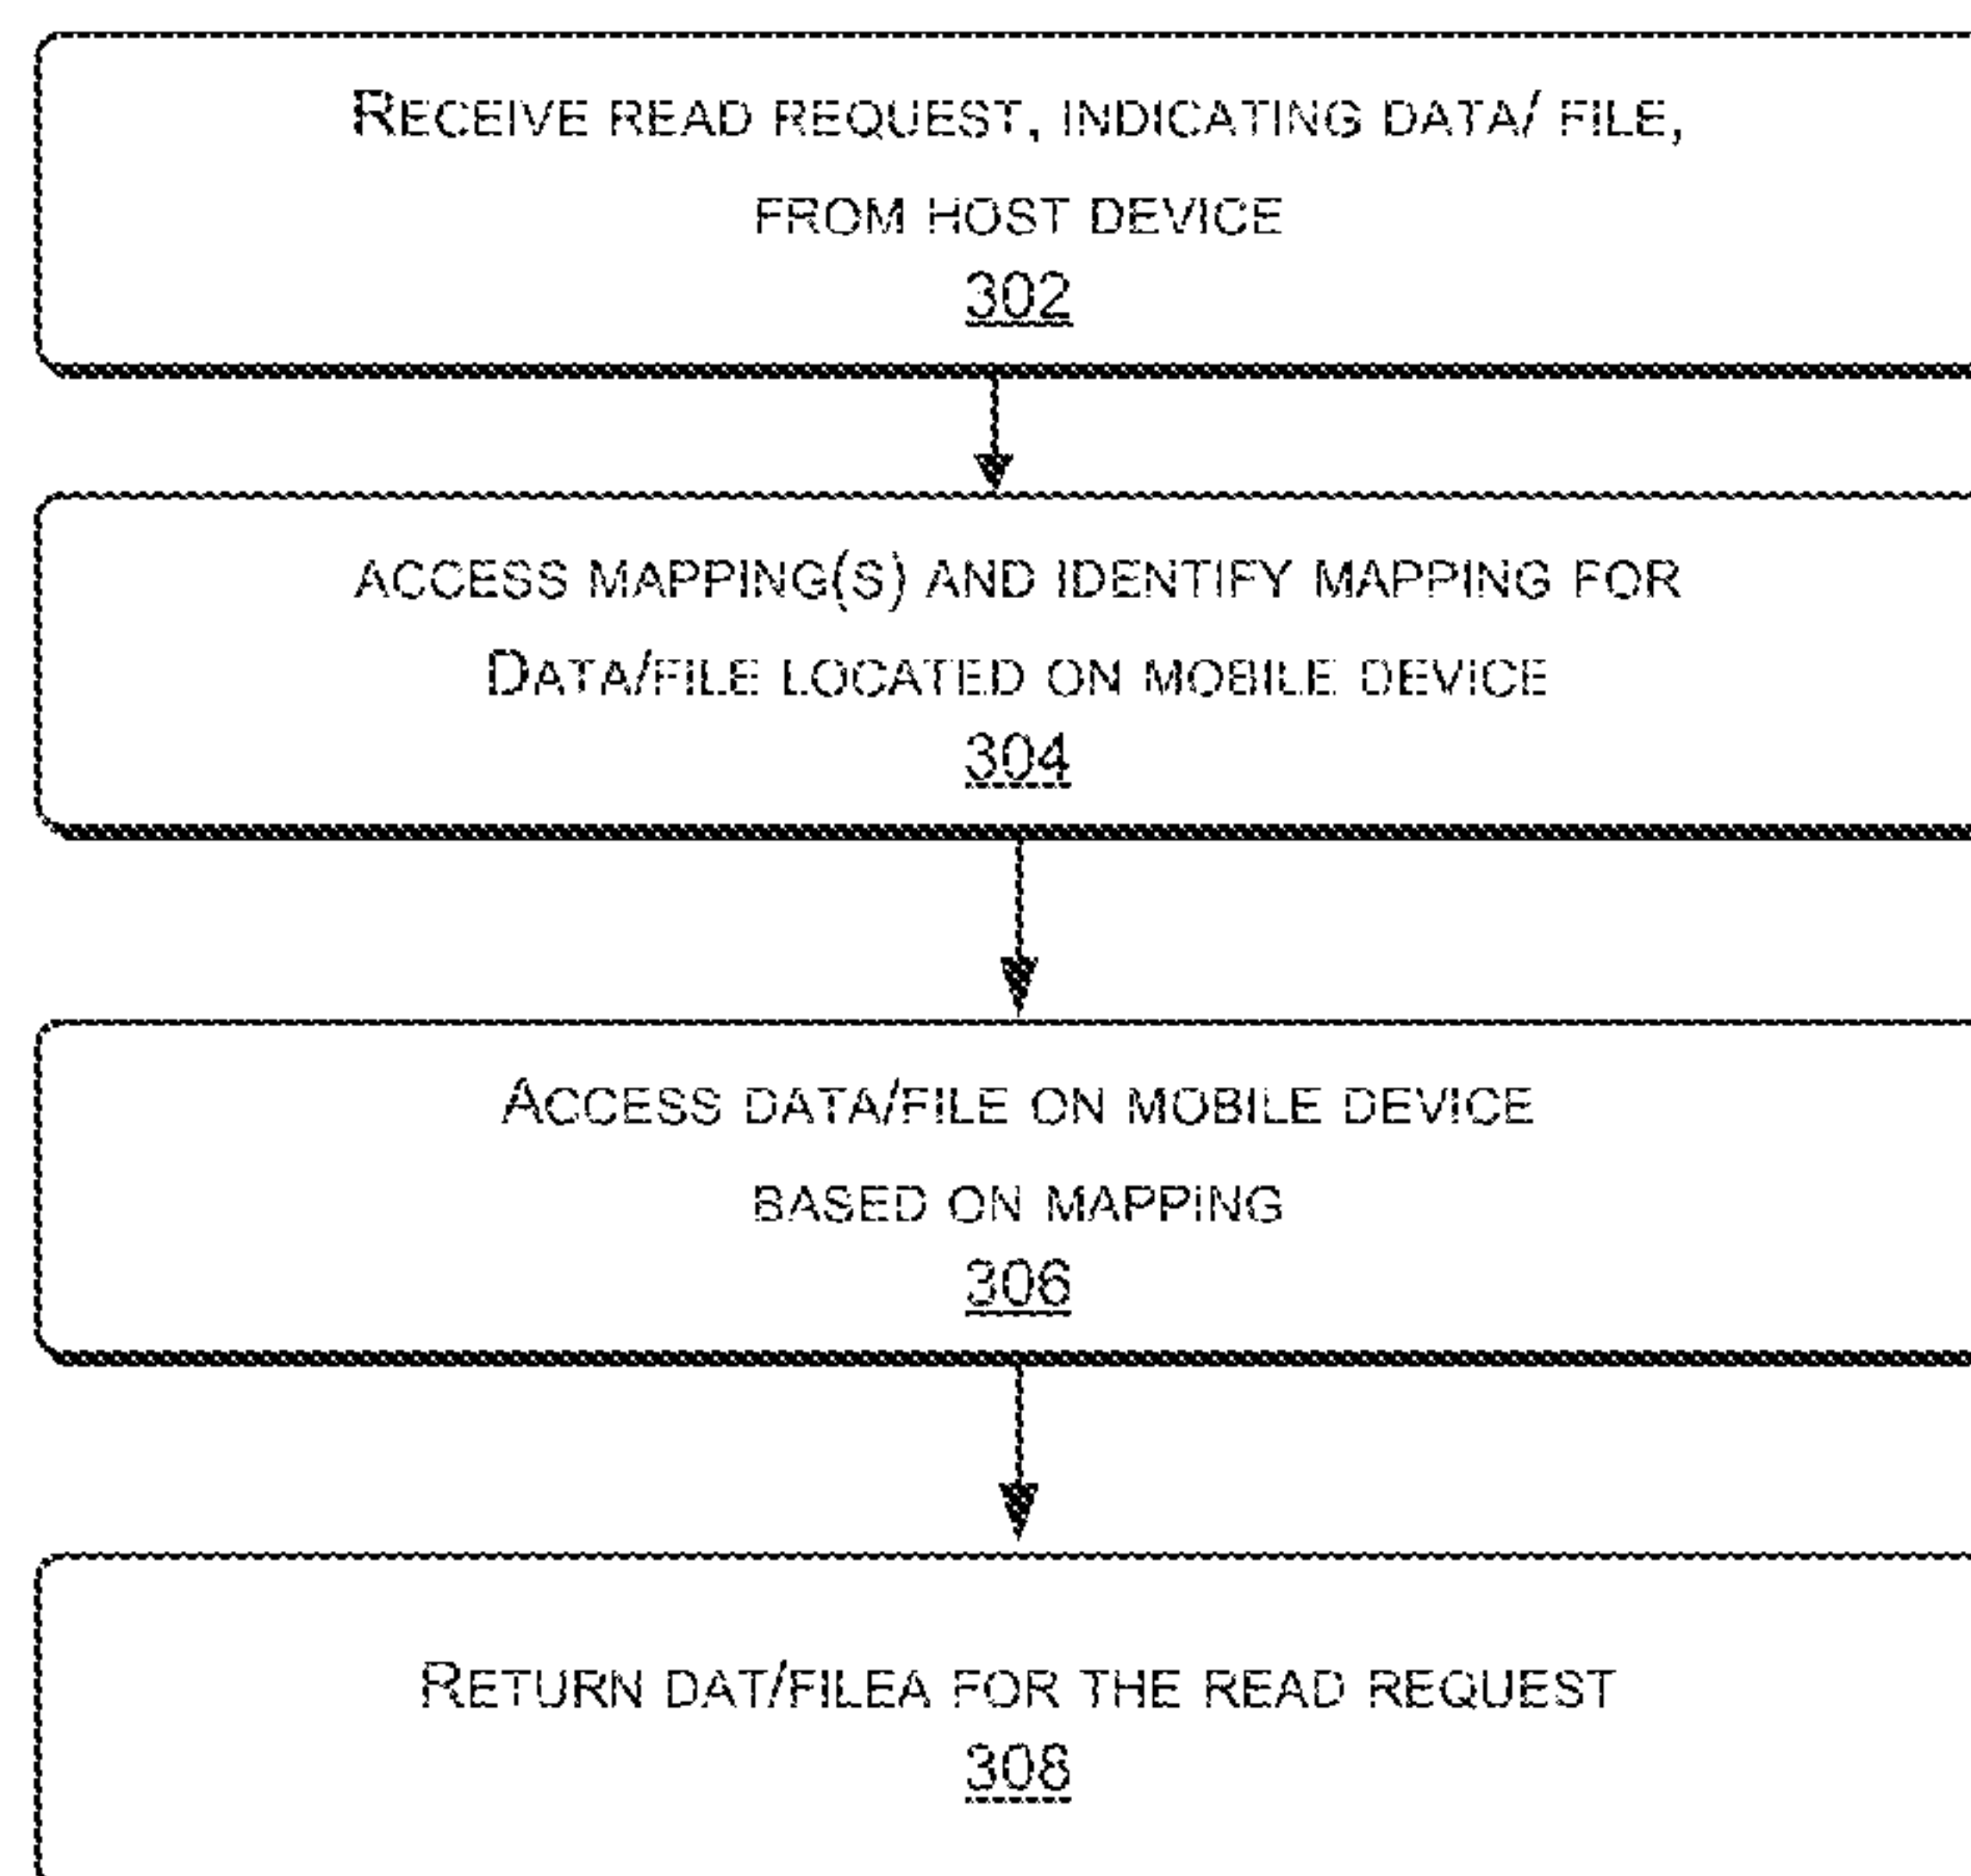 RECEIVE READ REQUEST, INDICATING DATA/ FILE,
FROM HOST DEVICE
302
ACCESS MAPPING(S) AND IDENTIFY MAPPING FOR
DATA/FILE LOCATED ON MOBILE DEVICE
304
ACCESS DATA/FILE ON MOBILE DEVICE
BASED ON MAPPING
306
RETURN DAT/FILEA FOR THE READ REQUEST
308